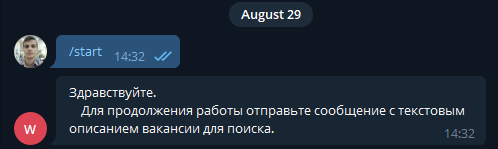 August 29
/start 14:32
Здравствуйте.
Для продолжения работы отправьте сообщение с текстовым
описанием вакансии для поиска.
14:32
W